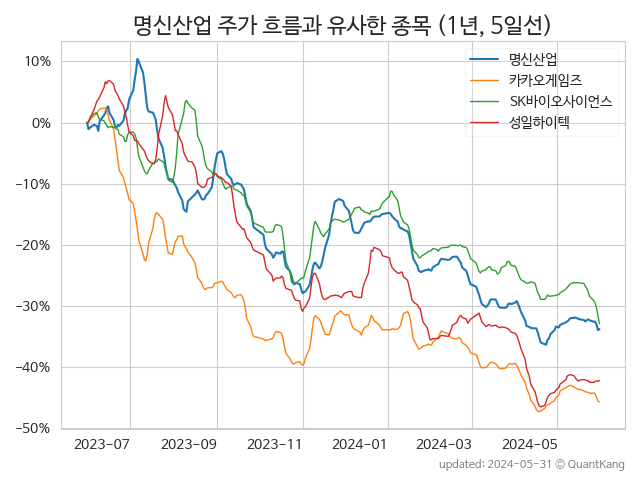 명신산업 주가 흐름과 유사한 종목 (1년, 5일선)
명신산업
카카오게임즈
SK바이오사이언스
성일하이텍
10%
0%
−10%
−20%
−30%
−40%
−50%
2023-07 2023-09 2023-11 2024-01 2024-03 2024-05
updated: 2024-05-31 © QuantKang